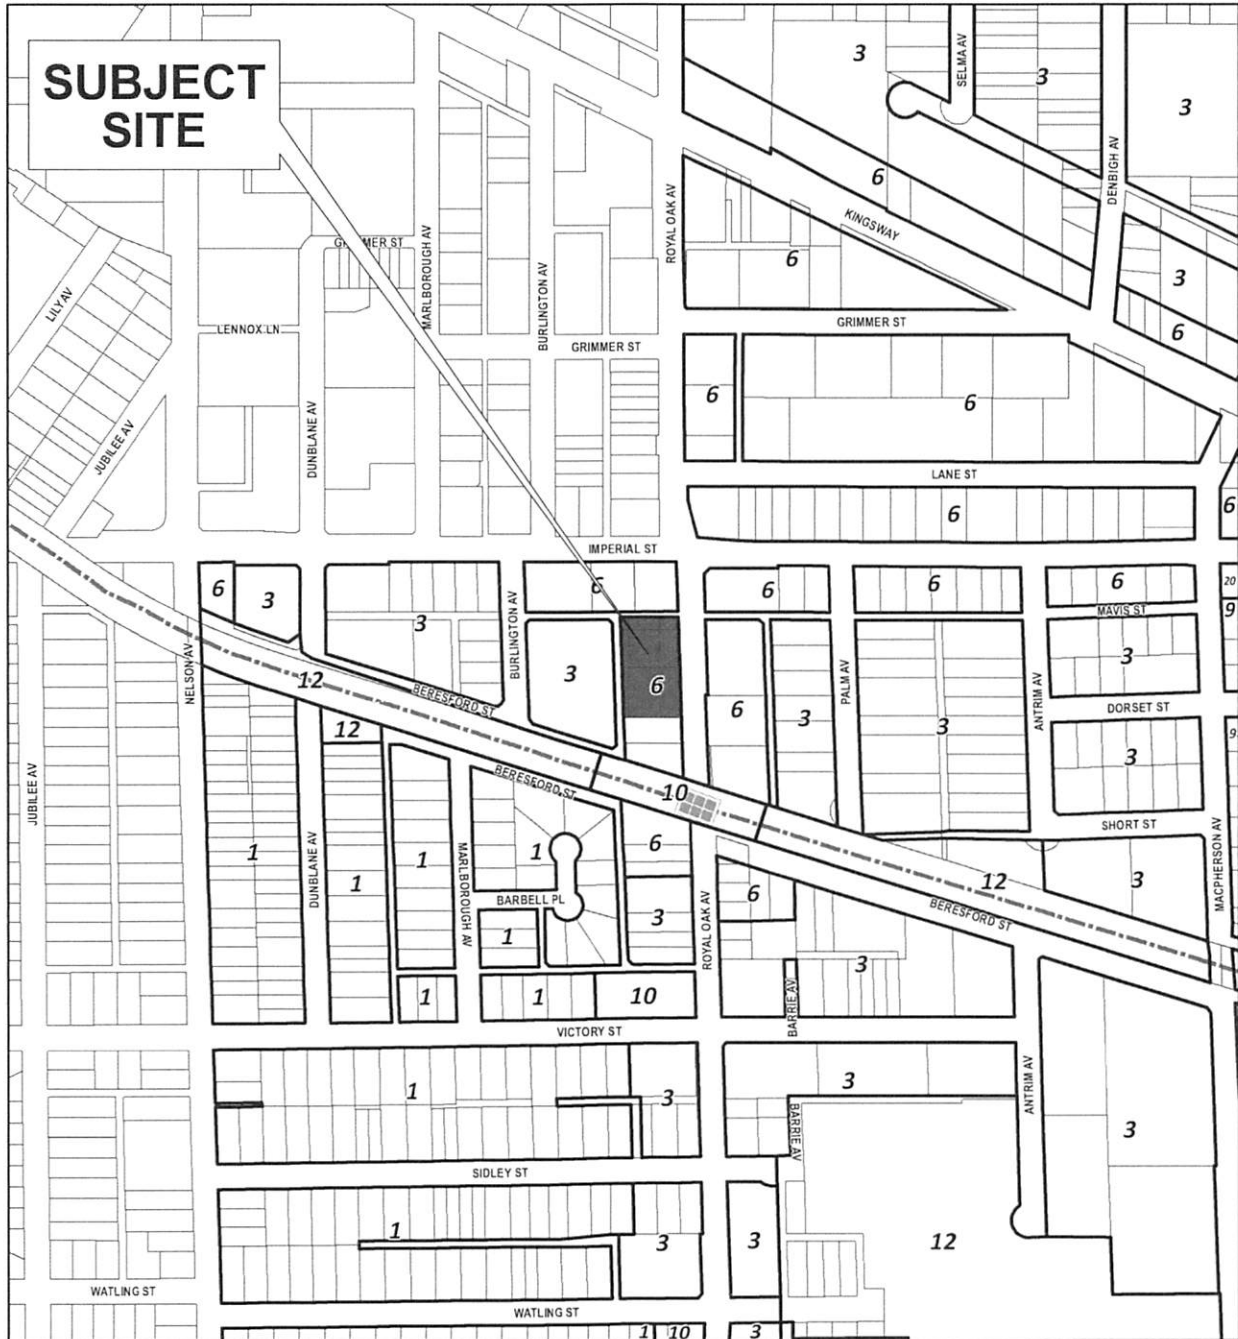 SUBJECT
SITE
3
SELMA AV
3
3
DENBIGH AV
6
KINGSWAY
ROYAL OAK AV
MARLBOROUGH AV
GRIMMER ST
6
3
LILY AV
BURLINGTON AV
LENNOX LN
GRIMMER ST
6
GRIMMER ST
6
6
JUBILEE AV
DUNBLANE AV
LANE ST
6
6
IMPERIAL ST
6
3
6
6
6
6
20
MAVIS ST
9
BURLINGTON AV
3
3
6
6
3
PALM AV
3
ANTRIM AV
3
DORSET ST
NELSON AV
12
BERESFORD ST
12
3
9
BERESFORD ST
10
SHORT ST
JUBILEE AV
1
DUNBLANE AV
1
1
MARLBOROUGH AV
1
6
6
12
3
MACPHERSON AV
BARBELL PL
BERESFORD ST
1
3
ROYAL OAK AV
3
1
1
10
BARRIE AV
VICTORY ST
1
3
3
ANTRIM AV
BARRIE AV
3
SIDLEY ST
1
3
3
12
WATLING ST
WATLING ST
1
10
3